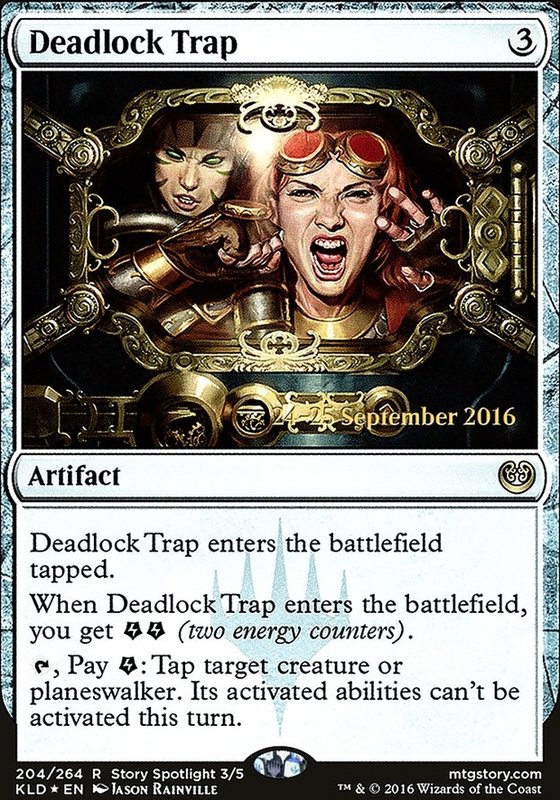 Deadlock Trap 3
24–25 September 2016
Artifact
Deadlock Trap enters the battlefield
tapped.
When Deadlock Trap enters the battlefield,
you get (two energy counters).
, Pay : Tap target creature or
planeswalker. Its activated abilities can't be
activated this turn.
204/264 R Story Spotlight 3/5
mtgstory.com
KLD ★ EN Jason Rainville
™ & © 2016 Wizards of the Coast